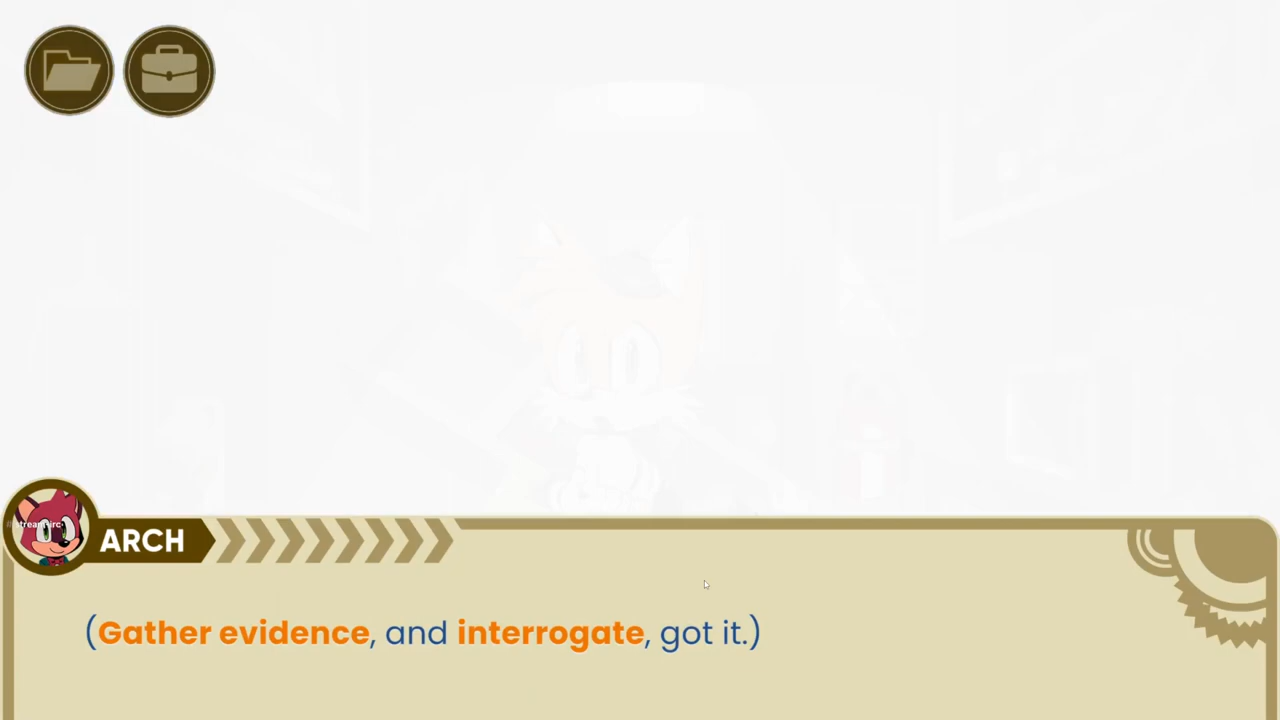 ARCH
(Gather evidence, and interrogate, got it.)